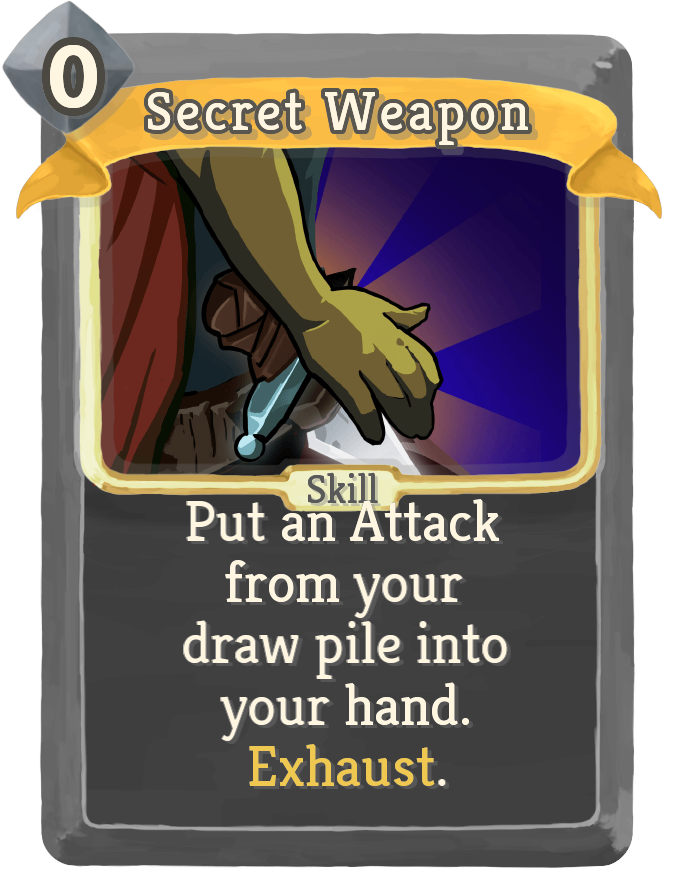 0
Secret Weapon
Skill
Put an Attack
from your
draw pile into
your hand.
Exhaust.